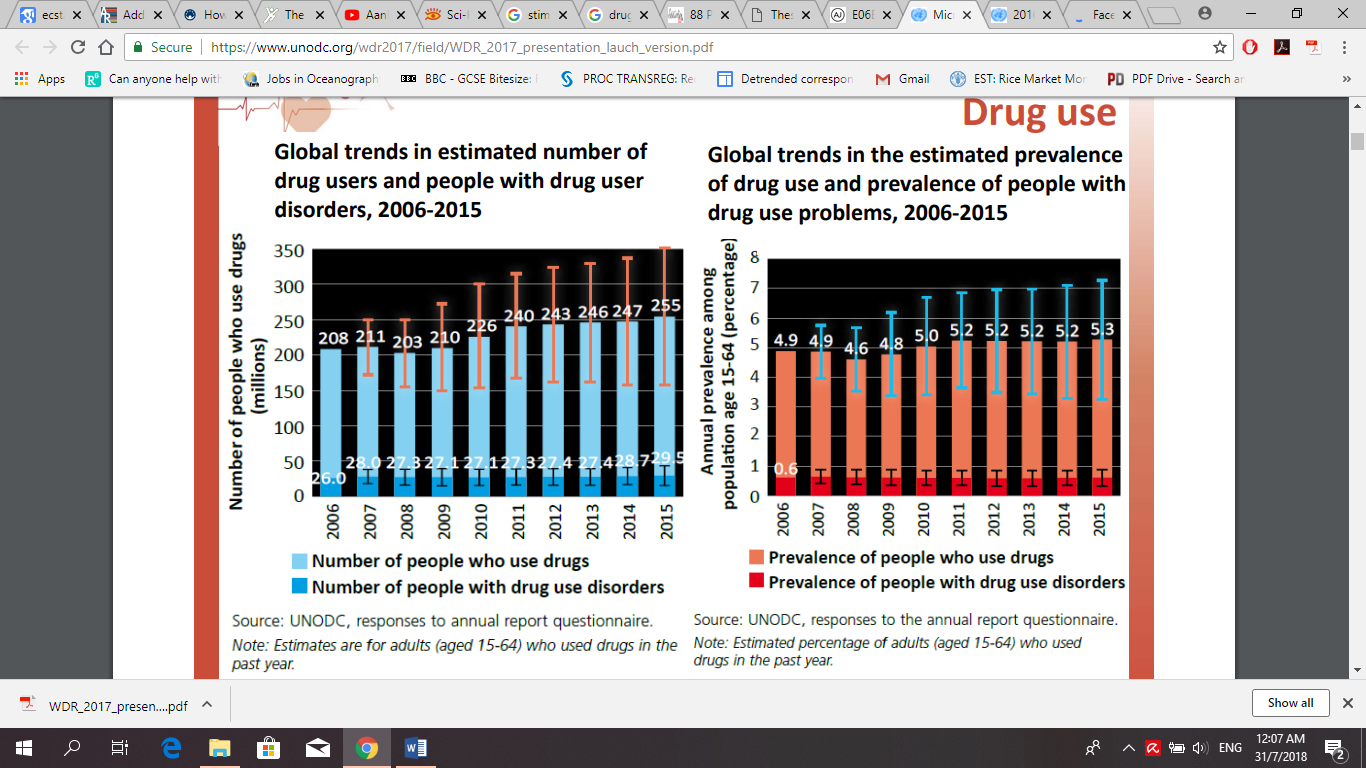 ecst
Add
How
The
Aan
Sci-F
stim
drug
88 P
Thes
E06F
Micr
2010
Face
Secure
https://www.unodc.org/wdr2017/field/WDR_2017_presentation_lauch_version.pdf
Apps
Can anyone help with
Jobs in Oceanograph
BBC - GCSE Bitesize:
PROC TRANSREG: Re
Detrended correspon
Gmail
EST: Rice Market Mon
PDF Drive - Search an
Drug use
Global trends in estimated number of
drug users and people with drug user
disorders, 2006-2015
Number of people who use drugs
(millions)
350
300
250
200
150
100
50
0
208
211
203
210
226
240
243
246
247
255
26.0
28.0
27.3
27.1
27.1
27.3
27.4
27.4
28.7
29.5
2006
2007
2008
2009
2010
2011
2012
2013
2014
2015
Number of people who use drugs
Number of people with drug use disorders
Source: UNODC, responses to annual report questionnaire.
Note: Estimates are for adults (aged 15-64) who used drugs in the
past year.
Global trends in the estimated prevalence
of drug use and prevalence of people with
drug use problems, 2006-2015
Annual prevalence among
population age 15-64 (percentage)
8
7
6
5
4
3
2
1
0
4.9
4.9
4.6
4.8
5.0
5.2
5.2
5.2
5.2
5.3
0.6
2006
2007
2008
2009
2010
2011
2012
2013
2014
2015
Prevalence of people who use drugs
Prevalence of people with drug use disorders
Source: UNODC, responses to the annual report questionnaire.
Note: Estimated percentage of adults (aged 15-64) who used
drugs in the past year.
WDR_2017_presen....pdf
Show all
ENG
12:07 AM
31/7/2018
2